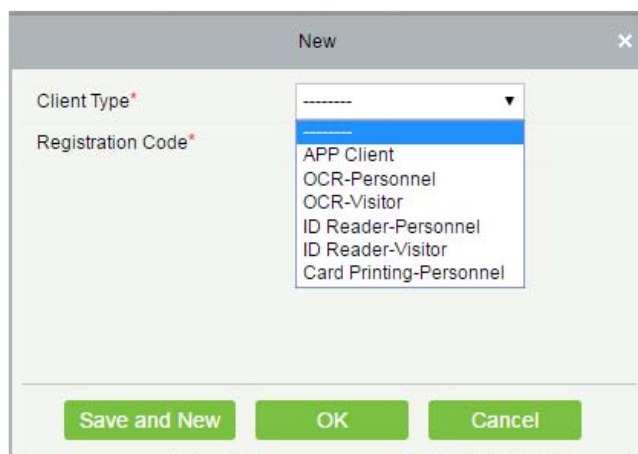 New
×
Client Type* -------- ▼
Registration Code* --------
APP Client
OCR-Personnel
OCR-Visitor
ID Reader-Personnel
ID Reader-Visitor
Card Printing-Personnel
Save and New OK Cancel